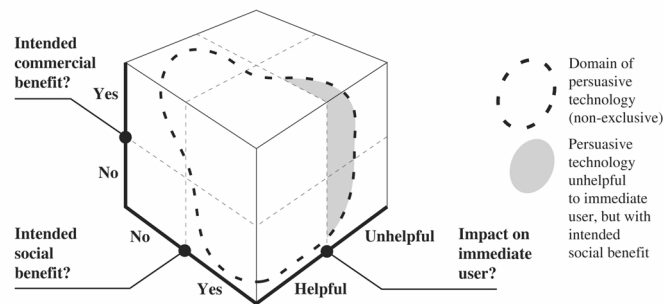 Intended
commercial
benefit?
Yes
No
Intended
social
benefit?
No
Yes
Helpful
Unhelpful
Impact on
immediate
user?
Domain of
persuasive
technology
(non-exclusive)
Persuasive
technology
unhelpful
to immediate
user, but with
intended
social benefit